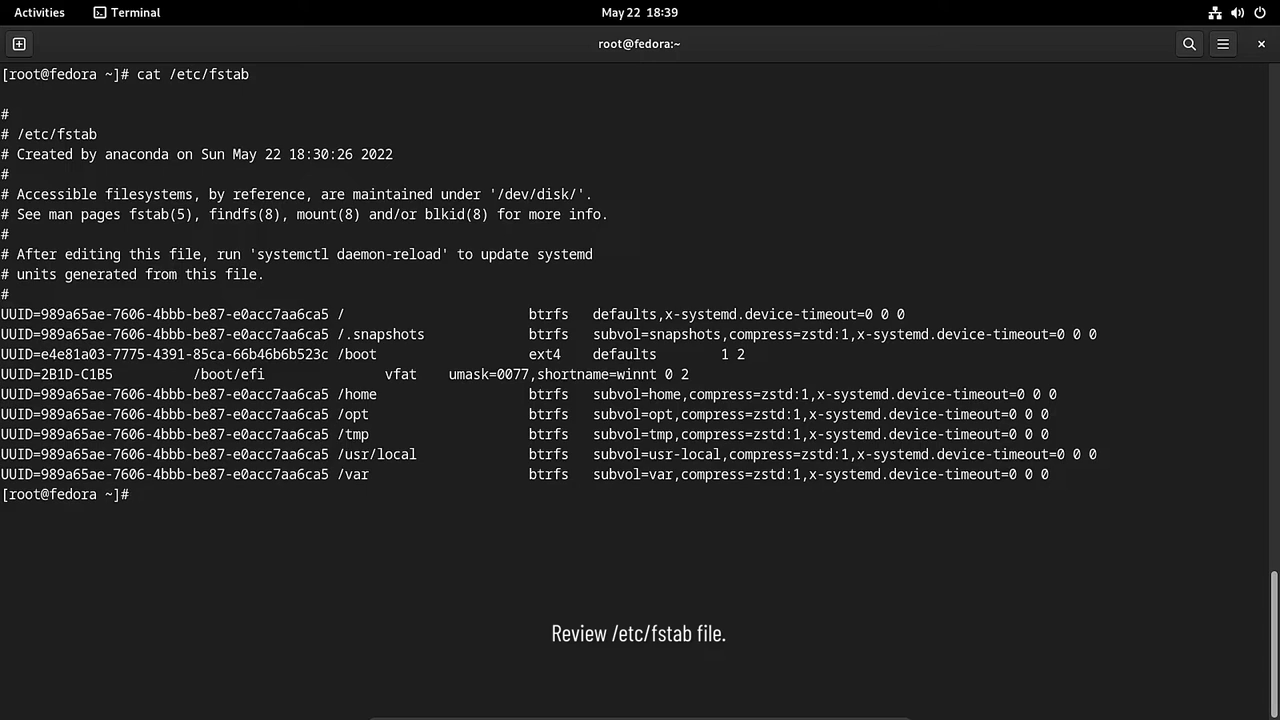 Activities Terminal May 22 18:39
root@fedora:~
[root@fedora ~]# cat /etc/fstab
#
# /etc/fstab
# Created by anaconda on Sun May 22 18:30:26 2022
#
# Accessible filesystems, by reference, are maintained under '/dev/disk/'.
# See man pages fstab(5), findfs(8), mount(8) and/or blkid(8) for more info.
#
# After editing this file, run 'systemctl daemon-reload' to update systemd
# units generated from this file.
#
UUID=989a65ae-7606-4bbb-be87-e0acc7aa6ca5 / btrfs defaults,x-systemd.device-timeout=0 0 0
UUID=989a65ae-7606-4bbb-be87-e0acc7aa6ca5 /.snapshots btrfs subvol=snapshots,compress=zstd:1,x-systemd.device-timeout=0 0 0
UUID=e4e81a03-7775-4391-85ca-66b46b6b523c /boot ext4 defaults 1 2
UUID=2B1D-C1B5 /boot/efi vfat umask=0077,shortname=winnt 0 2
UUID=989a65ae-7606-4bbb-be87-e0acc7aa6ca5 /home btrfs subvol=home,compress=zstd:1,x-systemd.device-timeout=0 0 0
UUID=989a65ae-7606-4bbb-be87-e0acc7aa6ca5 /opt btrfs subvol=opt,compress=zstd:1,x-systemd.device-timeout=0 0 0
UUID=989a65ae-7606-4bbb-be87-e0acc7aa6ca5 /tmp btrfs subvol=tmp,compress=zstd:1,x-systemd.device-timeout=0 0 0
UUID=989a65ae-7606-4bbb-be87-e0acc7aa6ca5 /usr/local btrfs subvol=usr-local,compress=zstd:1,x-systemd.device-timeout=0 0 0
UUID=989a65ae-7606-4bbb-be87-e0acc7aa6ca5 /var btrfs subvol=var,compress=zstd:1,x-systemd.device-timeout=0 0 0
[root@fedora ~]#
Review /etc/fstab file.